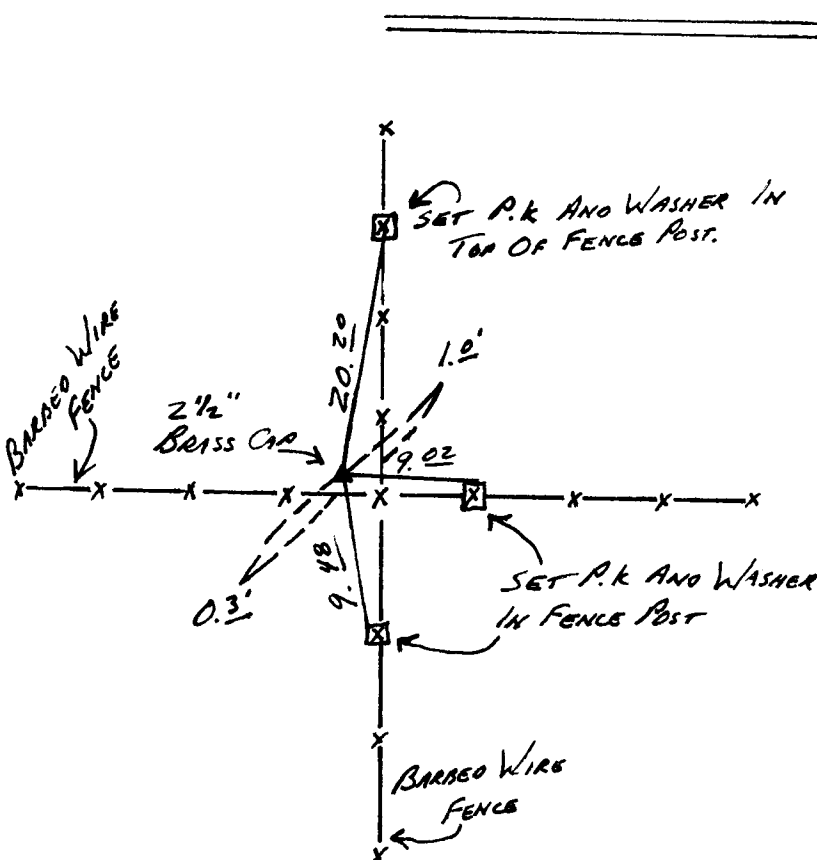 SET P.K AND WASHER IN
TOP OF FENCE POST.
20.20
1.0'
BARBED WIRE
FENCE
2 1/2"
BRASS CAP
9.02
0.3'
9.48
SET P.K AND WASHER
IN FENCE POST
BARBED WIRE
FENCE